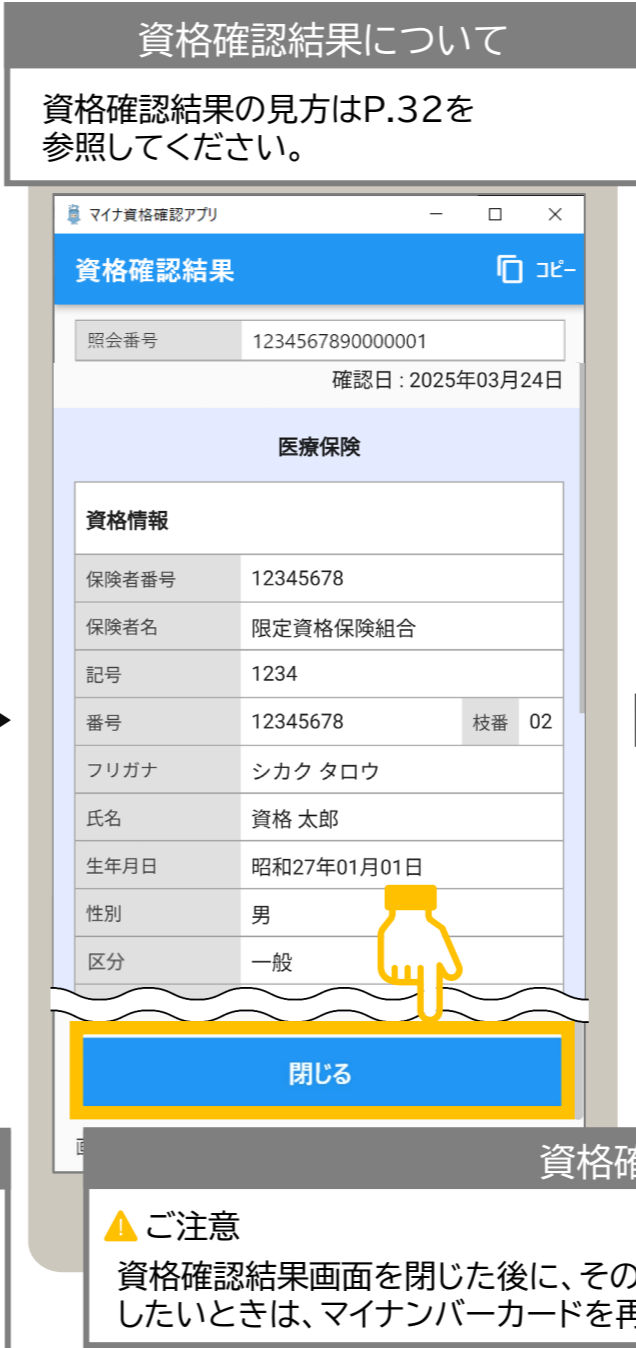 資格確認結果について
資格確認結果の見方はP.32を
参照してください。
マイナ資格確認アプリ
資格確認結果 コピー
照会番号 1234567890000001
確認日 : 2025年03月24日
医療保険
資格情報
保険者番号 12345678
保険者名 限定資格保険組合
記号 1234
番号 12345678 枝番 02
フリガナ シカク タロウ
氏名 資格 太郎
生年月日 昭和27年01月01日
性別 男
区分 一般
閉じる
資格確
ご注意
資格確認結果画面を閉じた後に、その
したいときは、マイナンバーカードを再